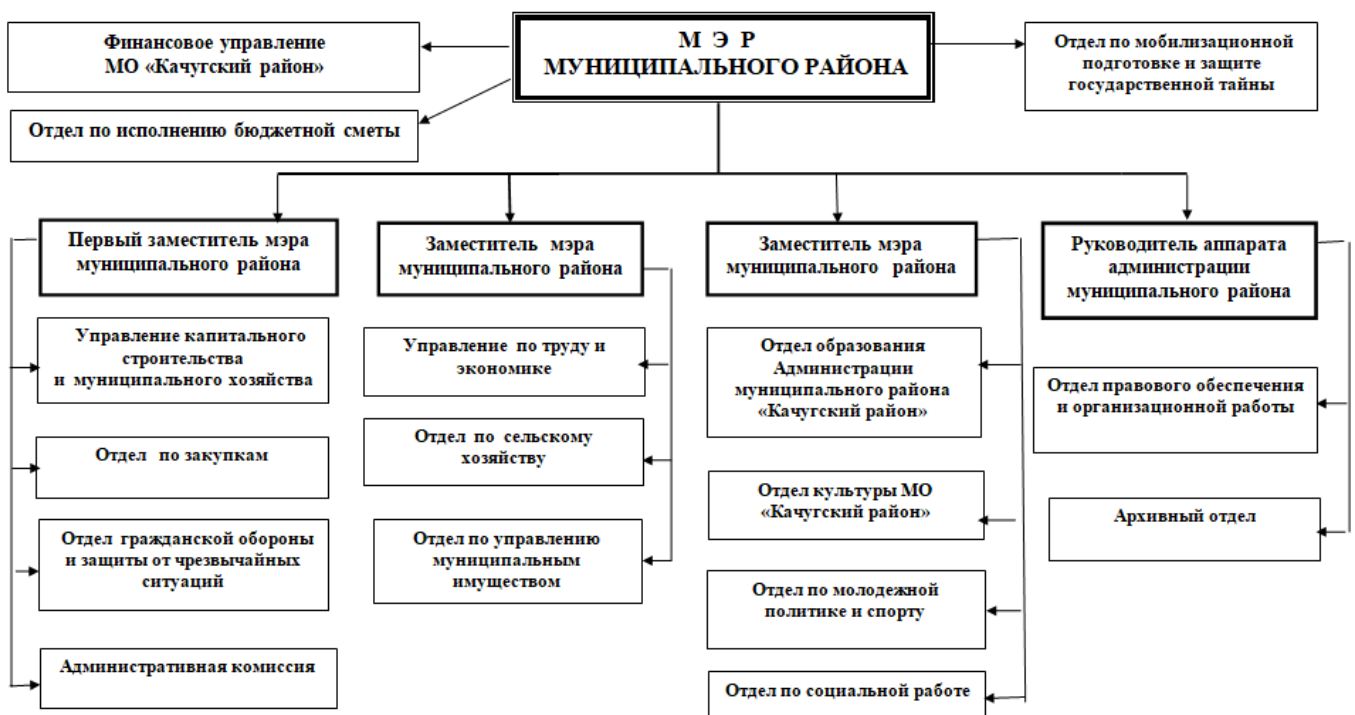 Финансовое управление
МО «Качугский район»
М Э Р
МУНИЦИПАЛЬНОГО РАЙОНА
Отдел по мобилизационной
подготовке и защите
государственной тайны
Отдел по исполнению бюджетной сметы
Первый заместитель мэра
муниципального района
Заместитель мэра
муниципального района
Заместитель мэра
муниципального района
Руководитель аппарата
администрации
муниципального района
Управление капитального
строительства
и муниципального хозяйства
Управление по труду и
экономике
Отдел образования
Администрации
муниципального района
«Качугский район»
Отдел правового обеспечения
и организационной работы
Отдел по закупкам
Отдел по сельскому
хозяйству
Отдел культуры МО
«Качугский район»
Архивный отдел
Отдел гражданской обороны
и защиты от чрезвычайных
ситуаций
Отдел по управлению
муниципальным
имуществом
Отдел по молодежной
политике и спорту
Административная комиссия
Отдел по социальной работе